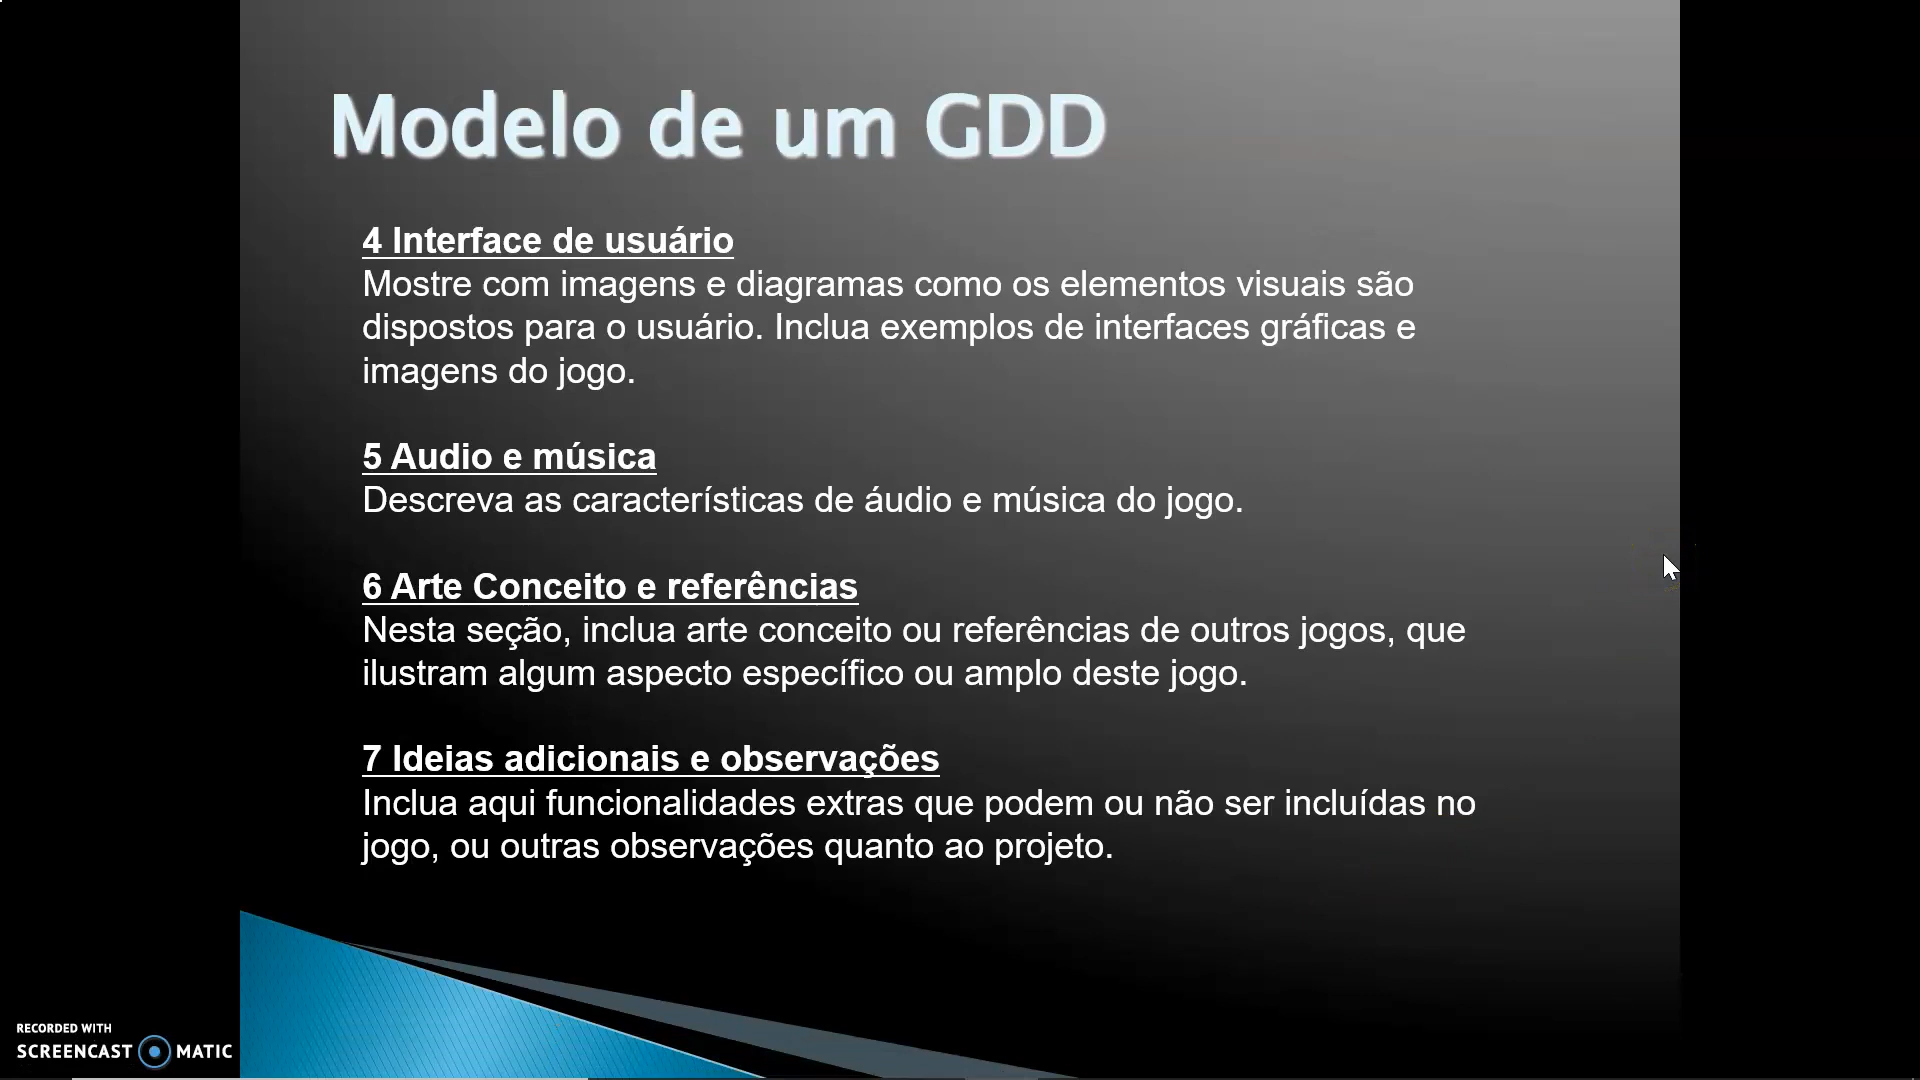 Modelo de um GDD
4 Interface de usuário
Mostre com imagens e diagramas como os elementos visuais são
dispostos para o usuário. Inclua exemplos de interfaces gráficas e
imagens do jogo.
5 Audio e música
Descreva as características de áudio e música do jogo.
6 Arte Conceito e referências
Nesta seção, inclua arte conceito ou referências de outros jogos, que
ilustram algum aspecto específico ou amplo deste jogo.
7 Ideias adicionais e observações
Inclua aqui funcionalidades extras que podem ou não ser incluídas no
jogo, ou outras observações quanto ao projeto.
RECORDED WITH
SCREENCAST MATIC